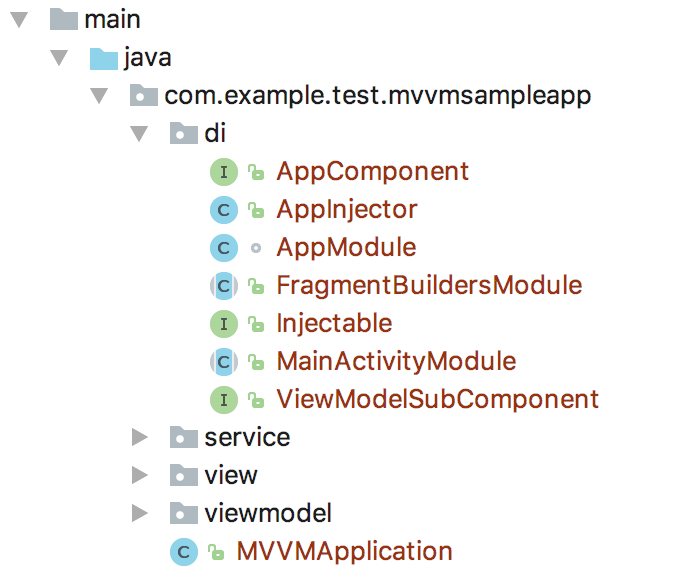 main
java
com.example.test.mvvmsampleapp
di
I AppComponent
C AppInjector
C AppModule
C FragmentBuildersModule
I Injectable
C MainActivityModule
I ViewModelSubComponent
service
view
viewmodel
C MVVMApplication